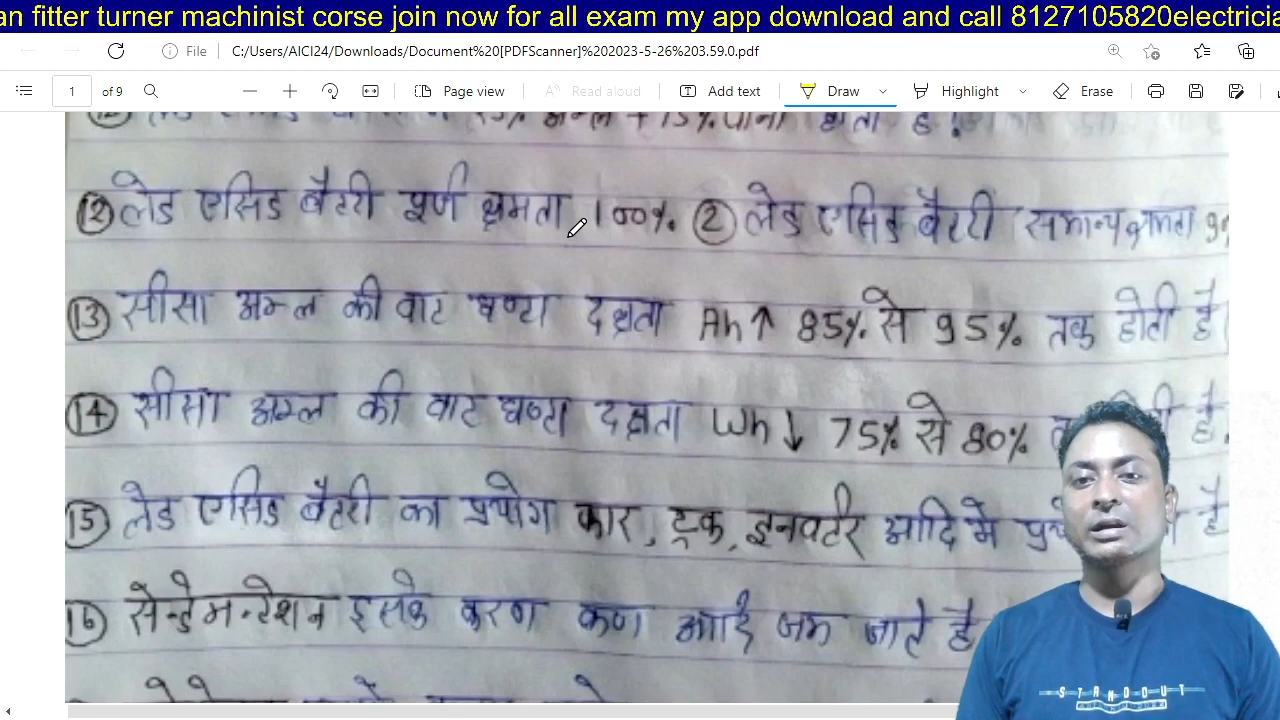 an fitter turner machinist corse join now for all exam my app download and call 8127105820electricia
File C:/Users/AICI24/Downloads/Document%20[PDFScanner]%202023-5-26%203.59.0.pdf
1 of 9 Page view Read aloud Add text Draw Highlight Erase
15%पानी होता है
⑫ लेड एसिड बैटरी पूर्ण क्षमता 100% ② लेड एसिड बैटरी समान्य क्षमता
⑬ सीसा अम्ल की वाट घण्टा दक्षता Ah↑ 85% से 95% तक होती है
⑭ सीसा अम्ल की वाट घण्टा दक्षता Wh↓ 75% से 80% है
⑮ लेड एसिड बैटरी का प्रयोग कार, ट्रक, इनवर्टर आदि मे है
⑯ सेन्डेमन्टेशन इसके करण कण आदि जम जाते है
STANDOUT